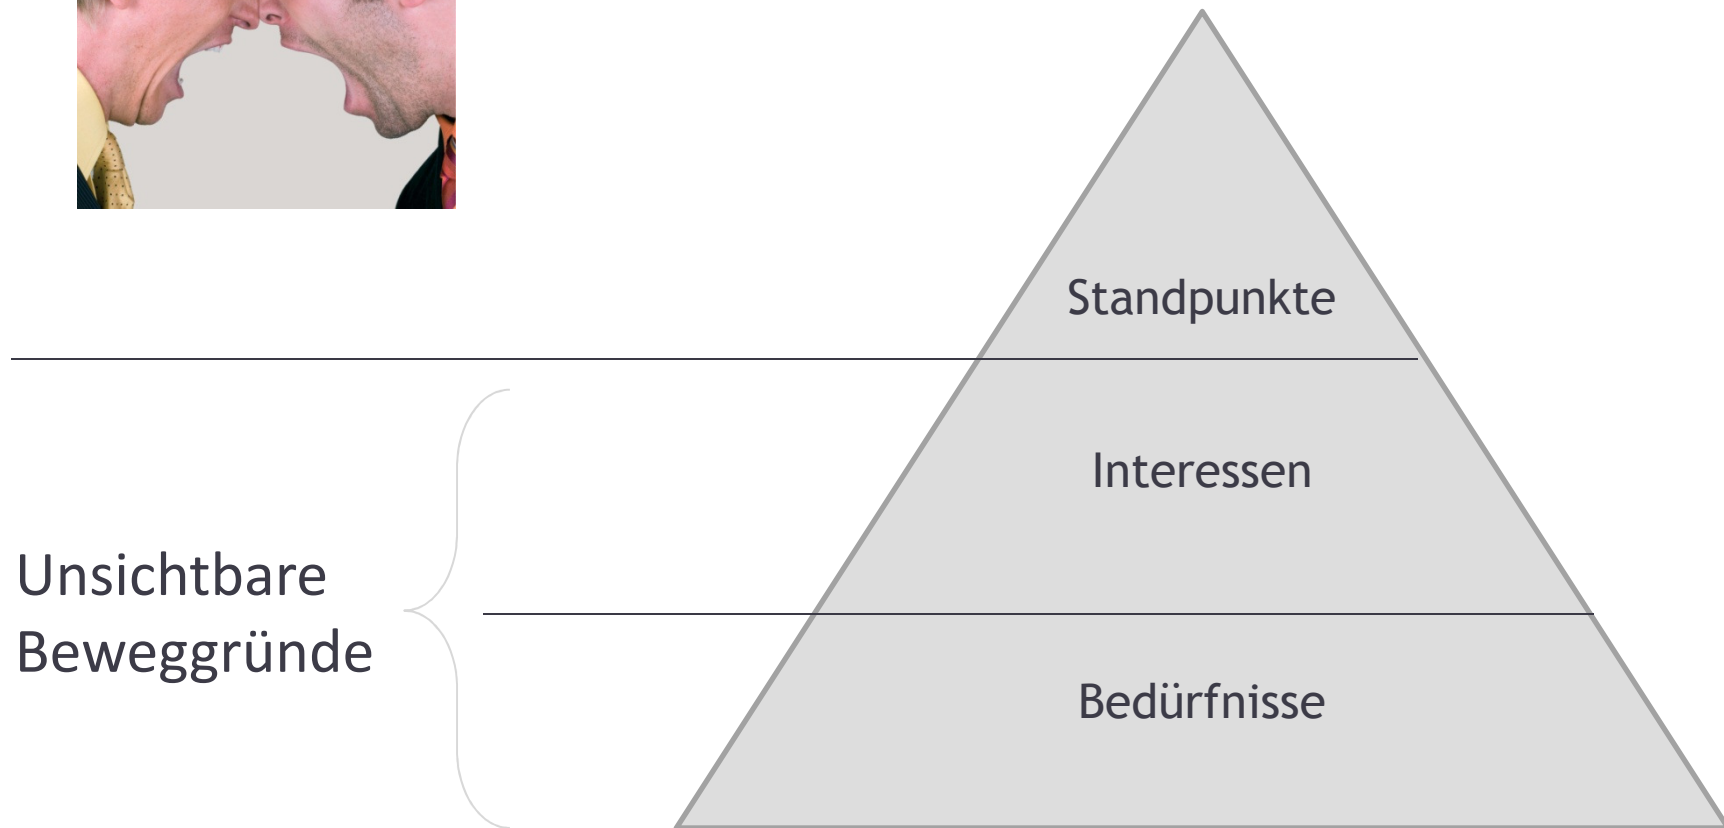 Standpunkte
Interessen
Unsichtbare
Beweggründe
Bedürfnisse